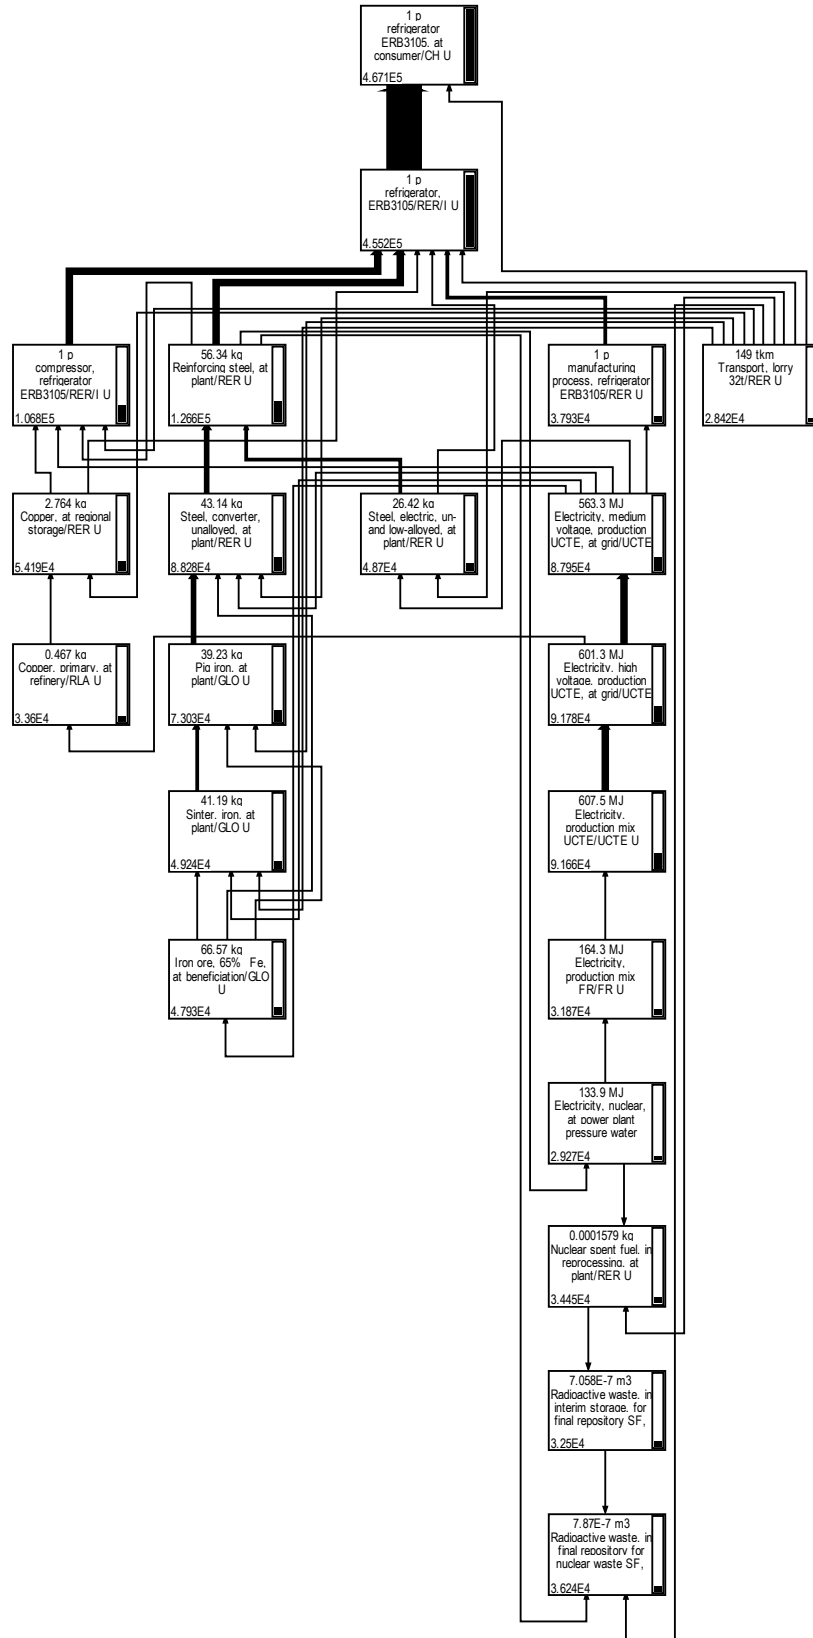 1 p
refrigerator
ERB3105, at
consumer/CH U
4.671E5
1 p
refrigerator,
ERB3105/RER/I U
4.552E5
1 p
compressor,
refrigerator
ERB3105/RER/I U
1.068E5
56.34 kg
Reinforcing steel, at
plant/RER U
1.266E5
1 p
manufacturing
process, refrigerator
ERB3105/RER U
3.793E4
149 tkm
Transport, lorry
32t/RER U
2.842E4
2.764 kg
Copper, at regional
storage/RER U
5.419E4
43.14 kg
Steel, converter,
unalloyed, at
plant/RER U
8.828E4
26.42 kg
Steel, electric, un-
and low-alloyed, at
plant/RER U
4.87E4
563.3 MJ
Electricity, medium
voltage, production
UCTE, at grid/UCTE
8.795E4
0.467 kg
Copper, primary, at
refinery/RLA U
3.36E4
39.23 kg
Pig iron, at
plant/GLO U
7.303E4
601.3 MJ
Electricity, high
voltage, production
UCTE, at grid/UCTE
9.178E4
41.19 kg
Sinter, iron, at
plant/GLO U
4.924E4
607.5 MJ
Electricity,
production mix
UCTE/UCTE U
9.166E4
66.57 kg
Iron ore, 65% Fe,
at beneficiation/GLO
U
4.793E4
164.3 MJ
Electricity,
production mix
FR/FR U
3.187E4
133.9 MJ
Electricity, nuclear,
at power plant
pressure water
2.927E4
0.0001579 kg
Nuclear spent fuel, in
reprocessing, at
plant/RER U
3.445E4
7.058E-7 m3
Radioactive waste, in
interim storage, for
final repository SF,
3.25E4
7.87E-7 m3
Radioactive waste, in
final repository for
nuclear waste SF,
3.624E4